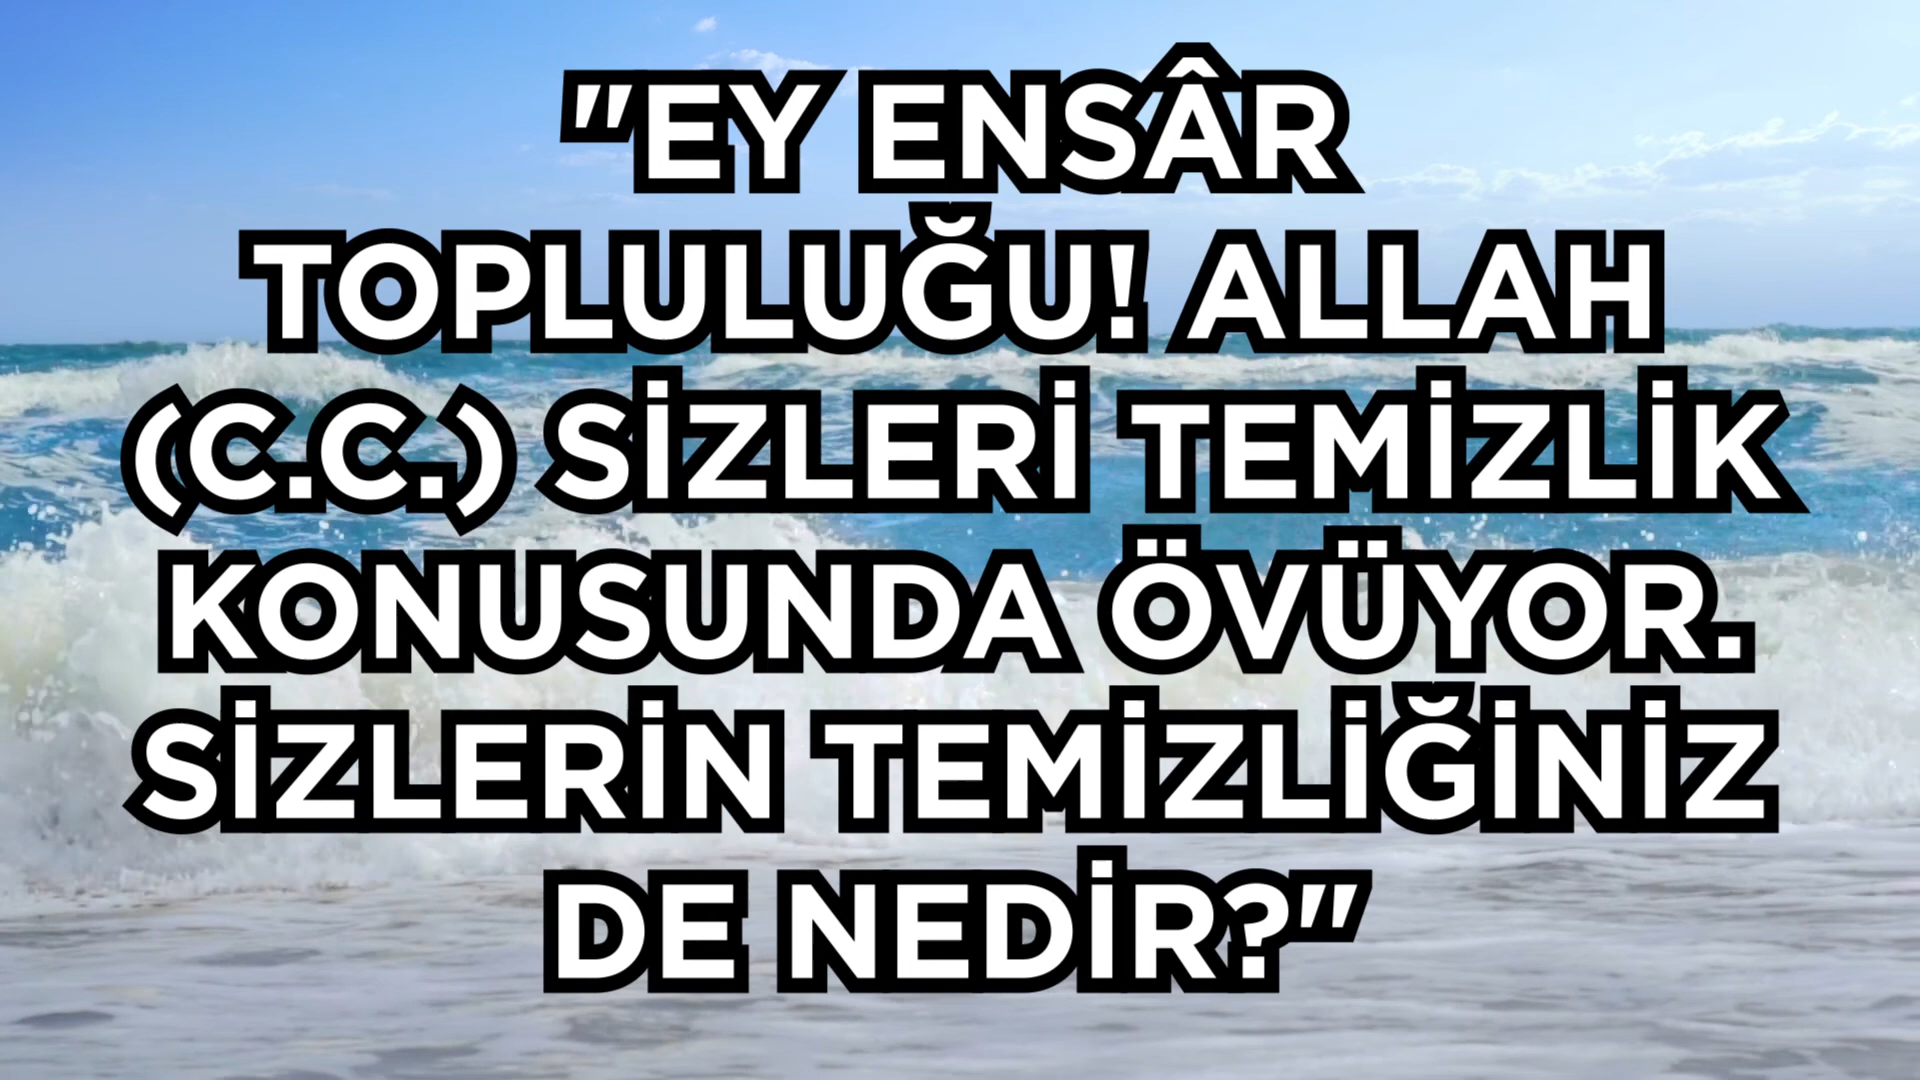 "EY ENSÂR
TOPLULUĞU! ALLAH
(C.C.) SİZLERİ TEMİZLİK
KONUSUNDA ÖVÜYOR.
SİZLERİN TEMİZLİĞİNİZ
DE NEDİR?"